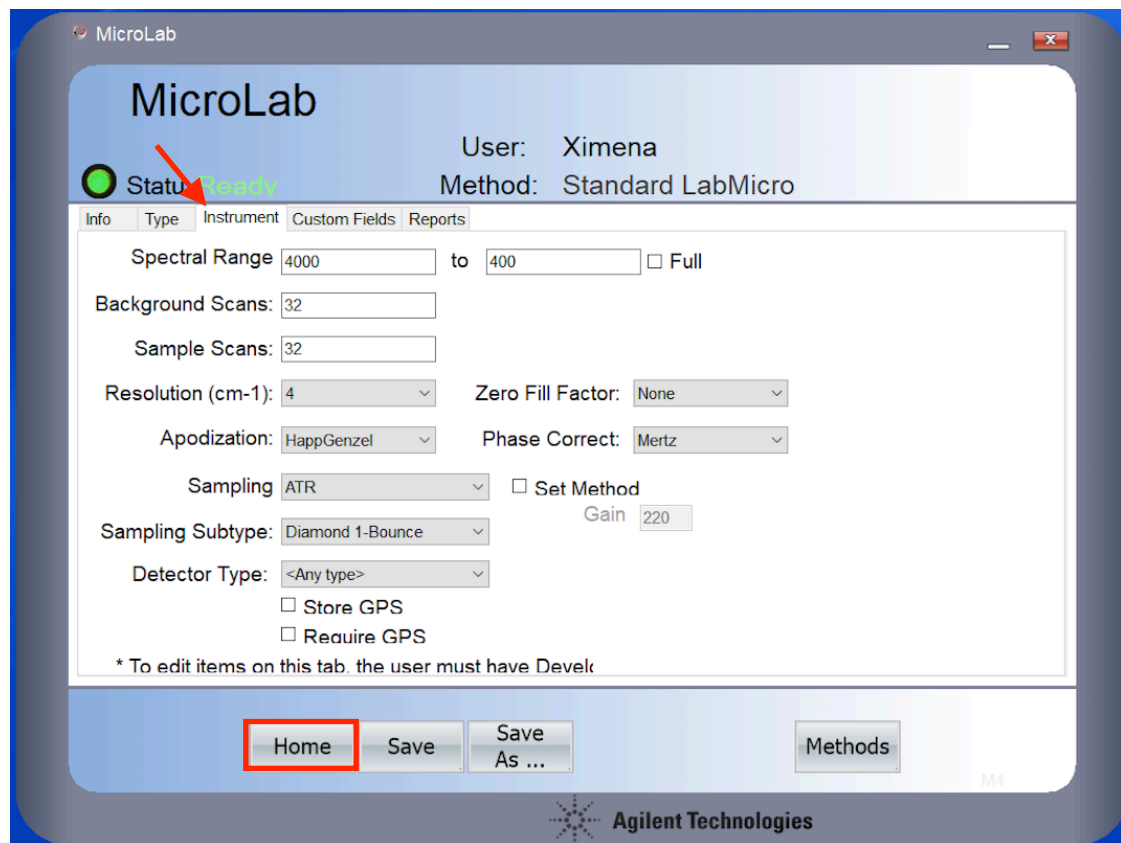 MicroLab
MicroLab
User: Ximena
Status: Ready Method: Standard LabMicro
Info Type Instrument Custom Fields Reports
Spectral Range 4000 to 400 Full
Background Scans: 32
Sample Scans: 32
Resolution (cm-1): 4 Zero Fill Factor: None
Apodization: HappGenzel Phase Correct: Mertz
Sampling ATR Set Method
Gain 220
Sampling Subtype: Diamond 1-Bounce
Detector Type: <Any type>
Store GPS
Require GPS
* To edit items on this tab, the user must have Develo
Home Save Save As ... Methods
M4
Agilent Technologies